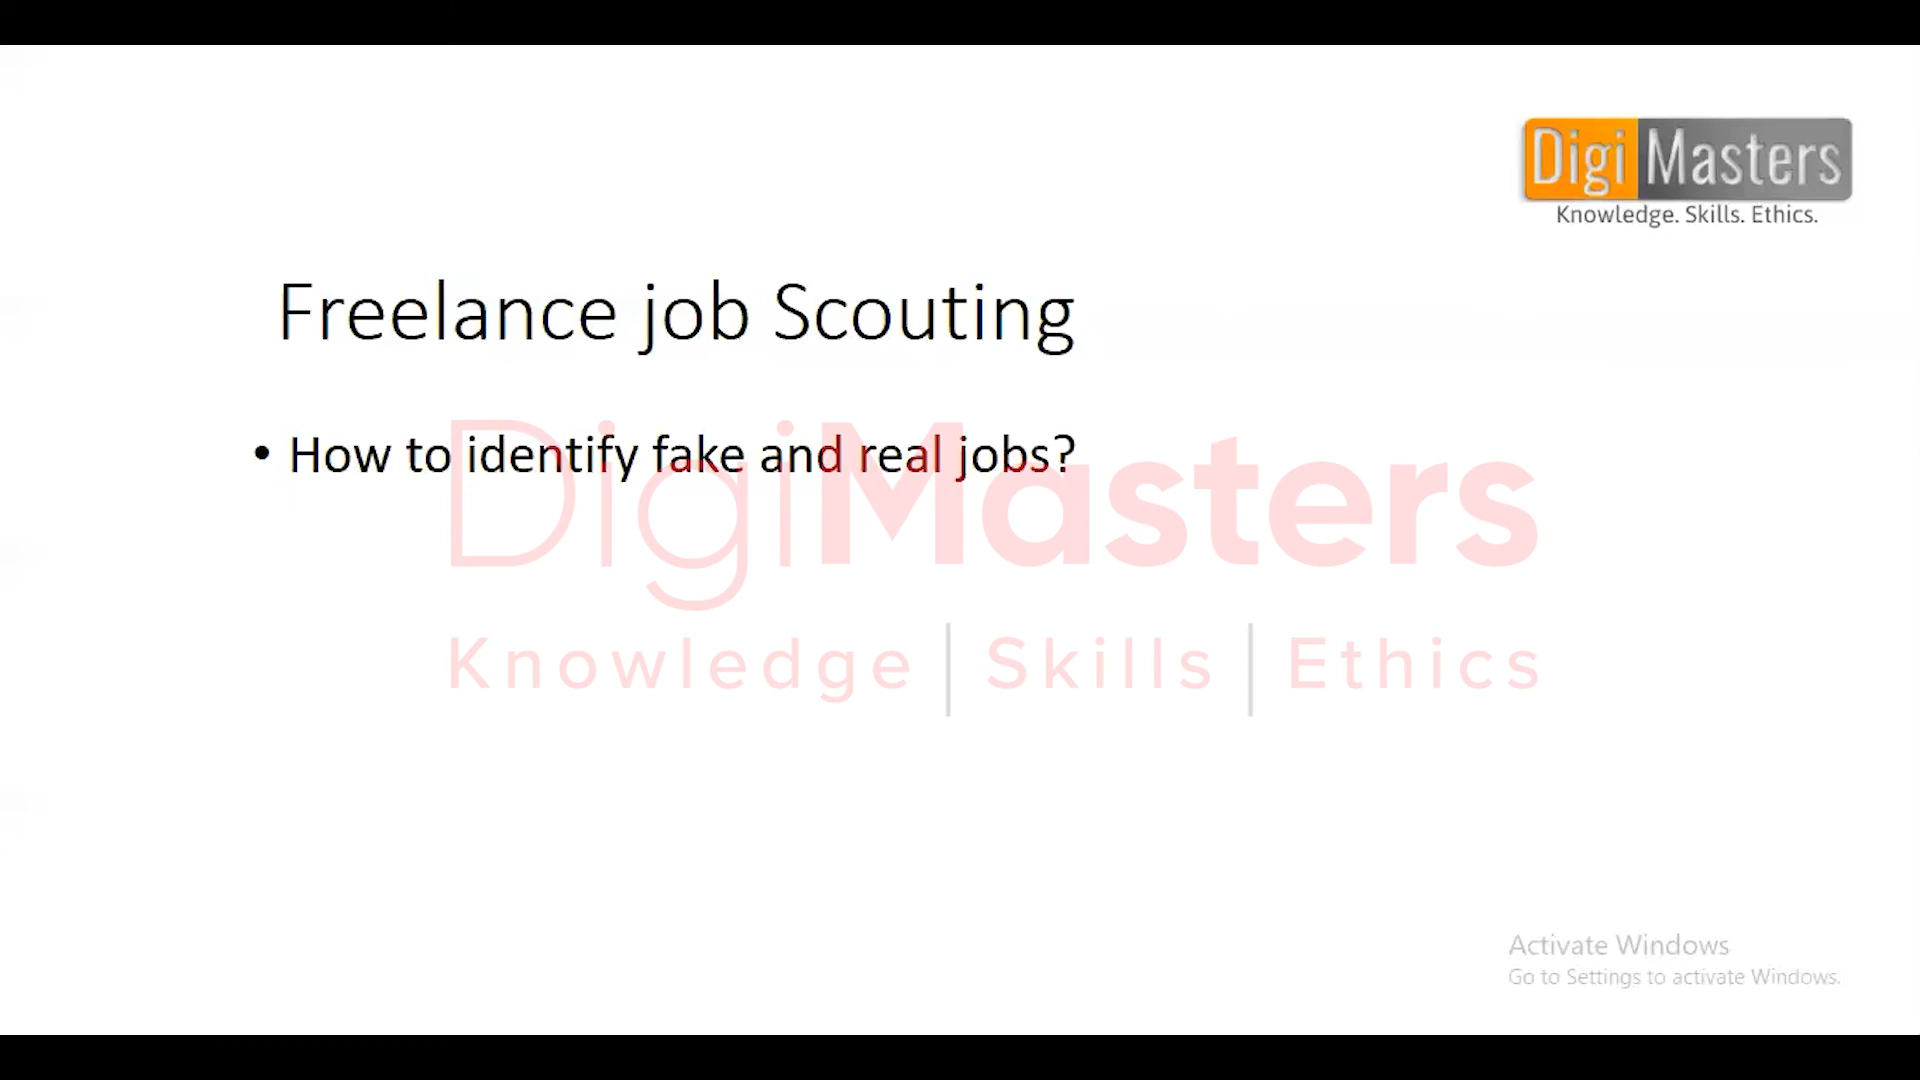 Digi Masters
Knowledge. Skills. Ethics.
Freelance job Scouting
• How to identify fake and real jobs?
DigiMasters
Knowledge | Skills | Ethics
Activate Windows
Go to Settings to activate Windows.